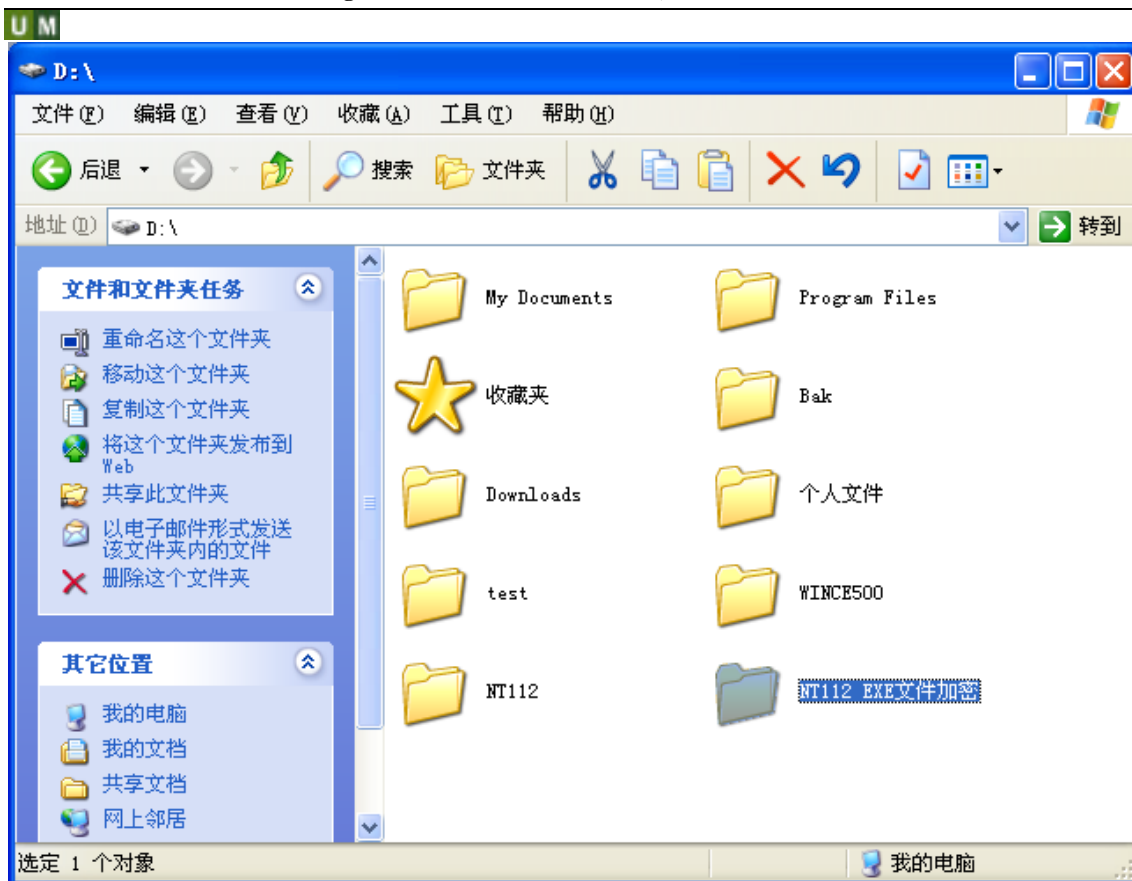 U M
D:\
文件(F) 编辑(E) 查看(V) 收藏(A) 工具(T) 帮助(H)
后退 搜索 文件夹
地址(D) D:\ 转到
文件和文件夹任务
重命名这个文件夹
移动这个文件夹
复制这个文件夹
将这个文件夹发布到
Web
共享此文件夹
以电子邮件形式发送
该文件夹内的文件
删除这个文件夹
其它位置
我的电脑
我的文档
共享文档
网上邻居
My Documents
Program Files
收藏夹
Bak
Downloads
个人文件
test
WINCE500
NT112
NT112 EXE文件加密
选定 1 个对象
我的电脑